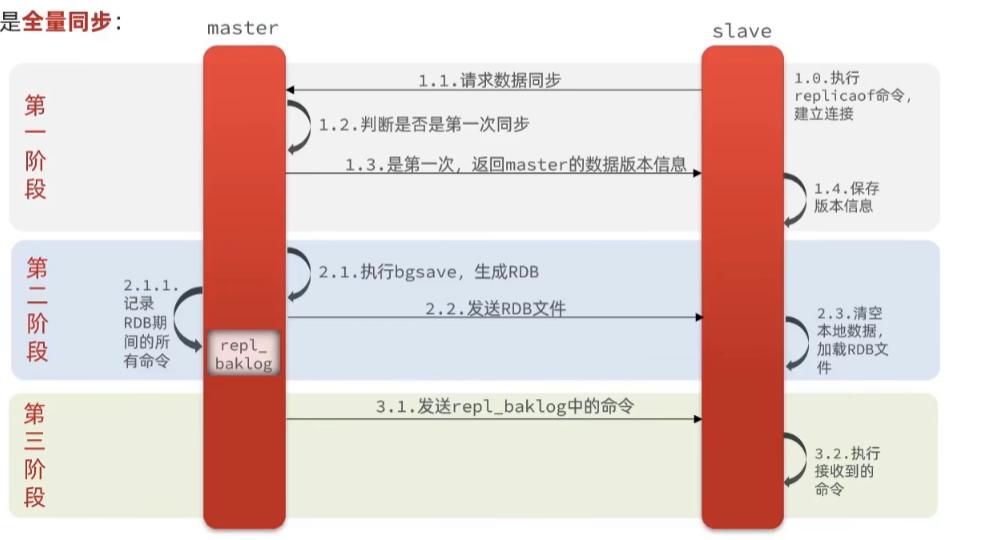 是全量同步：
master
slave
第
一
阶
段
1.0.执行
replicaof命令，
建立连接
1.1.请求数据同步
1.2.判断是否是第一次同步
1.3.是第一次，返回master的数据版本信息
1.4.保存
版本信息
第
二
阶
段
2.1.执行bgsave，生成RDB
2.1.1.
记录
RDB期
间的所
有命令
repl_
baklog
2.2.发送RDB文件
2.3.清空
本地数据，
加载RDB文
件
第
三
阶
段
3.1.发送repl_baklog中的命令
3.2.执行
接收到的
命令